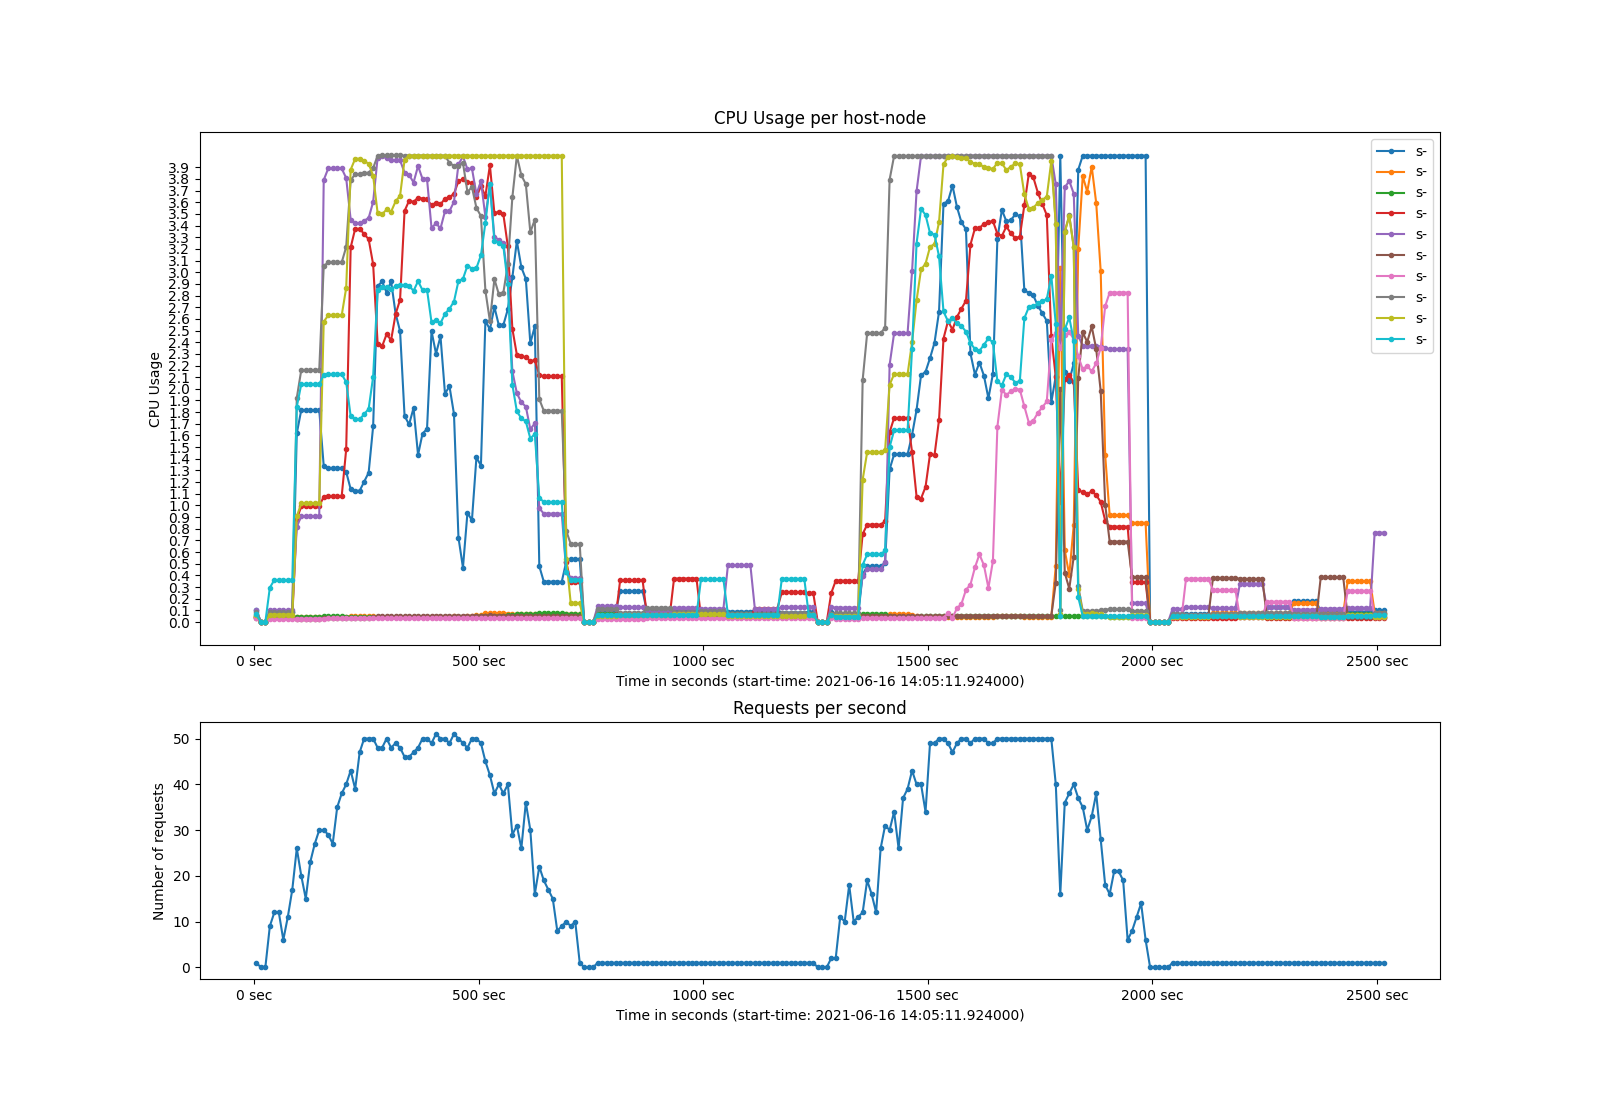 CPU Usage per host-node
CPU Usage
3.9
3.8
3.7
3.6
3.5
3.4
3.3
3.2
3.1
3.0
2.9
2.8
2.7
2.6
2.5
2.4
2.3
2.2
2.1
2.0
1.9
1.8
1.7
1.6
1.5
1.4
1.3
1.2
1.1
1.0
0.9
0.8
0.7
0.6
0.5
0.4
0.3
0.2
0.1
0.0
s-
s-
s-
s-
s-
s-
s-
s-
s-
s-
0 sec 500 sec 1000 sec 1500 sec 2000 sec 2500 sec
Time in seconds (start-time: 2021-06-16 14:05:11.924000)
Requests per second
Number of requests
50
40
30
20
10
0
0 sec 500 sec 1000 sec 1500 sec 2000 sec 2500 sec
Time in seconds (start-time: 2021-06-16 14:05:11.924000)